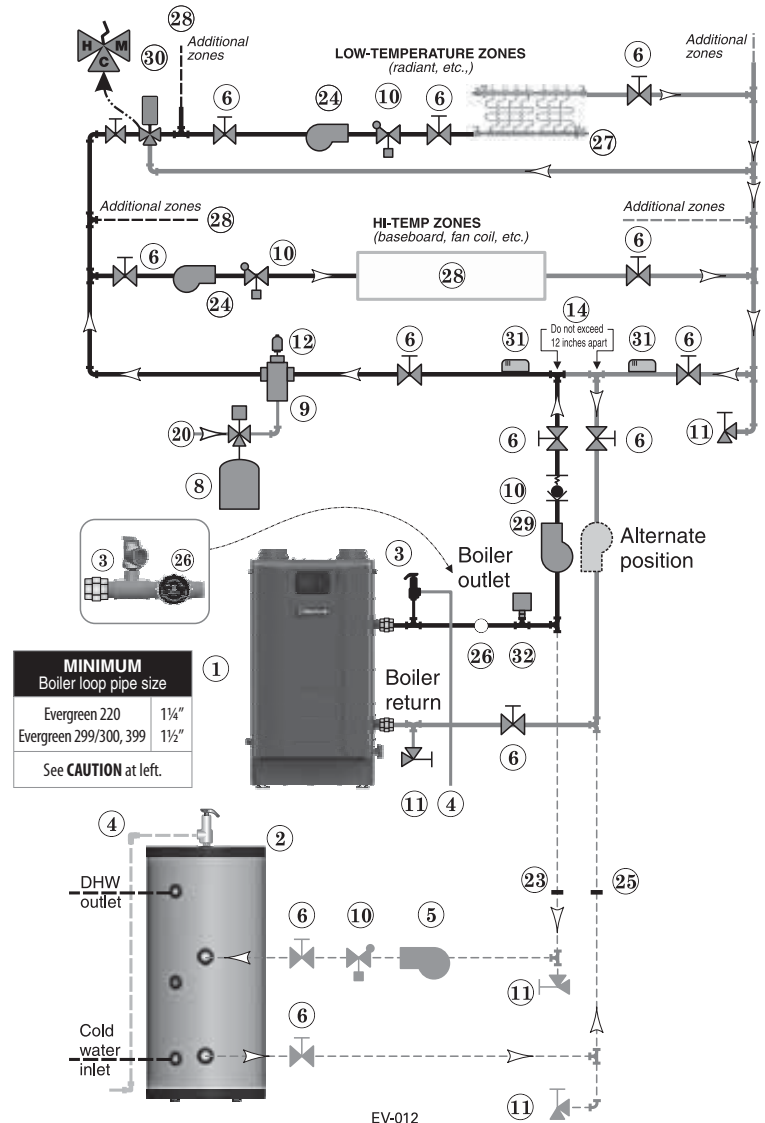 28
Additional
zones
H M
C
30
LOW-TEMPERATURE ZONES
(radiant, etc.,)
6
Additional
zones
6
24
10
6
27
Additional zones
28
HI-TEMP ZONES
(baseboard, fan coil, etc.)
Additional zones
6
10
28
6
24
14
Do not exceed
12 inches apart
12
6
31
31
6
9
20
8
6
6
11
10
29
Alternate
position
3
26
3
Boiler
outlet
1
26
32
MINIMUM
Boiler loop pipe size
Evergreen 220 1¼"
Evergreen 299/300, 399 1½"
See CAUTION at left.
Boiler
return
6
11
4
4
2
DHW
outlet
23
25
6
10
5
11
6
Cold
water
inlet
11
EV-012